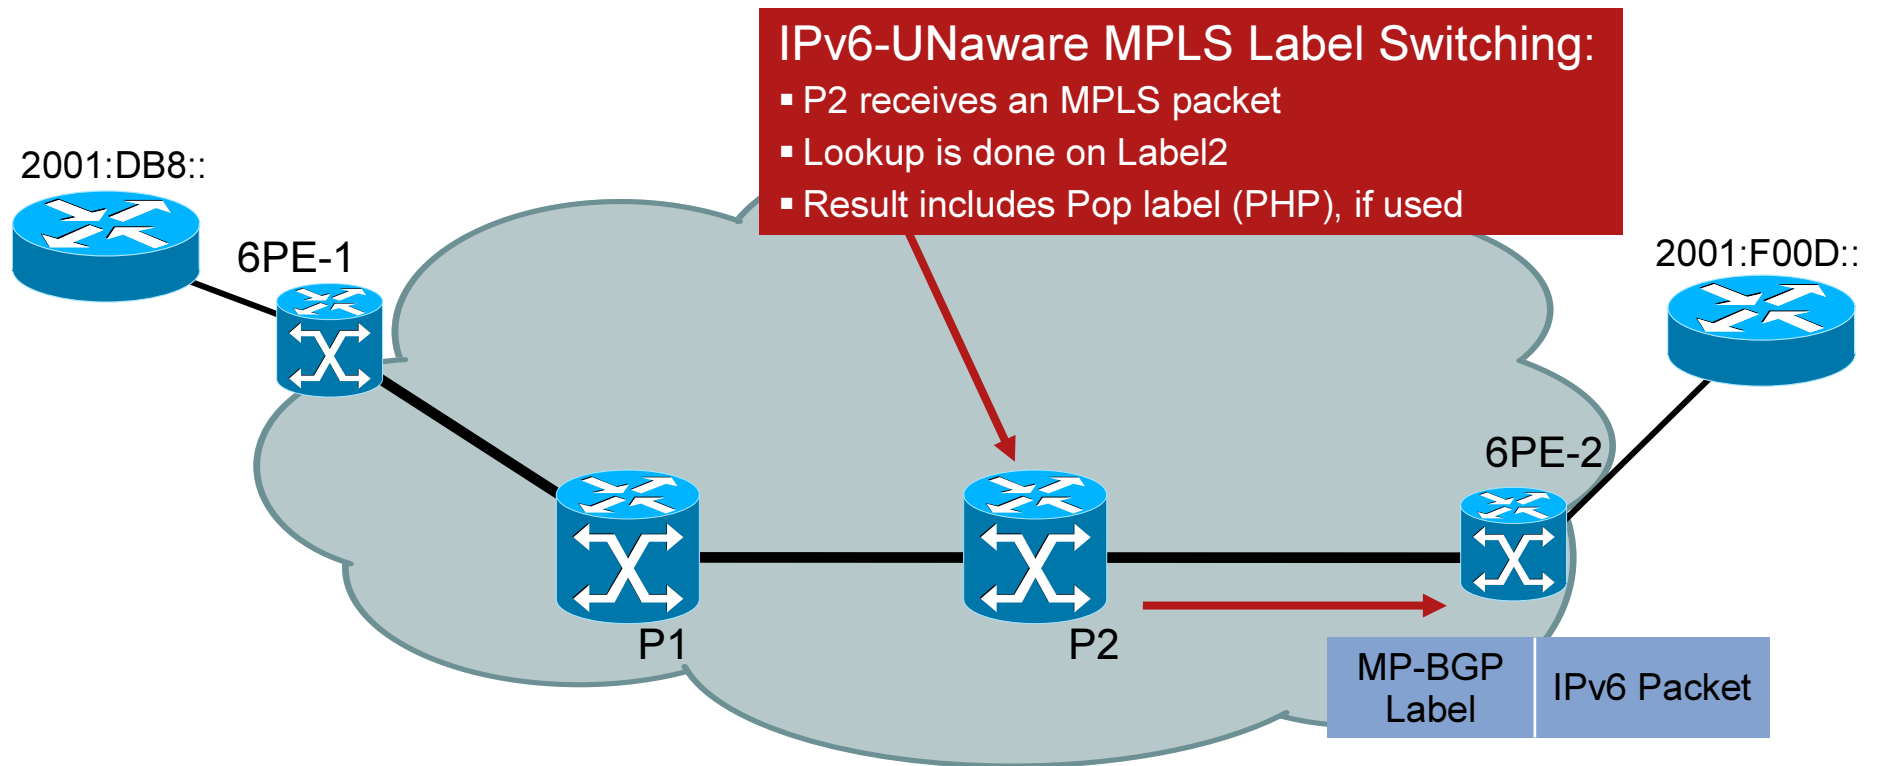 IPv6-UNaware MPLS Label Switching:
▪ P2 receives an MPLS packet
▪ Lookup is done on Label2
▪ Result includes Pop label (PHP), if used
2001:DB8::
6PE-1
2001:F00D::
6PE-2
P1
P2
MP-BGP
Label
IPv6 Packet